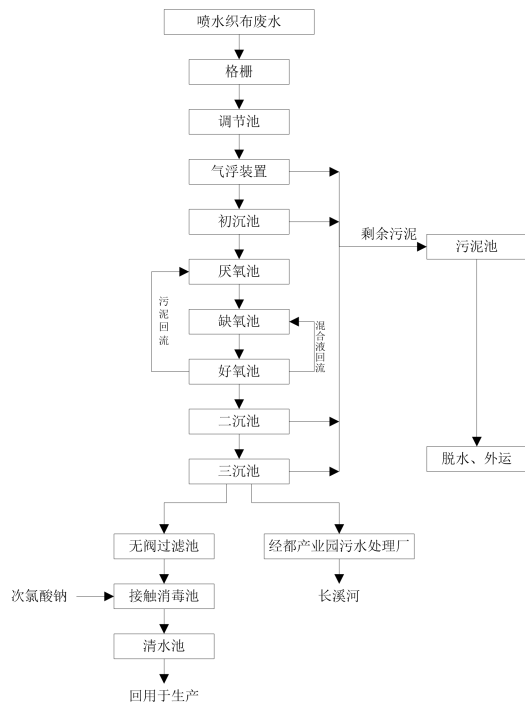 喷水织布废水
格栅
调节池
气浮装置
初沉池
剩余污泥
污泥池
厌氧池
污泥回流
缺氧池
混合液回流
好氧池
二沉池
三沉池
脱水、外运
无阀过滤池
经都产业园污水处理厂
次氯酸钠
接触消毒池
长溪河
清水池
回用于生产